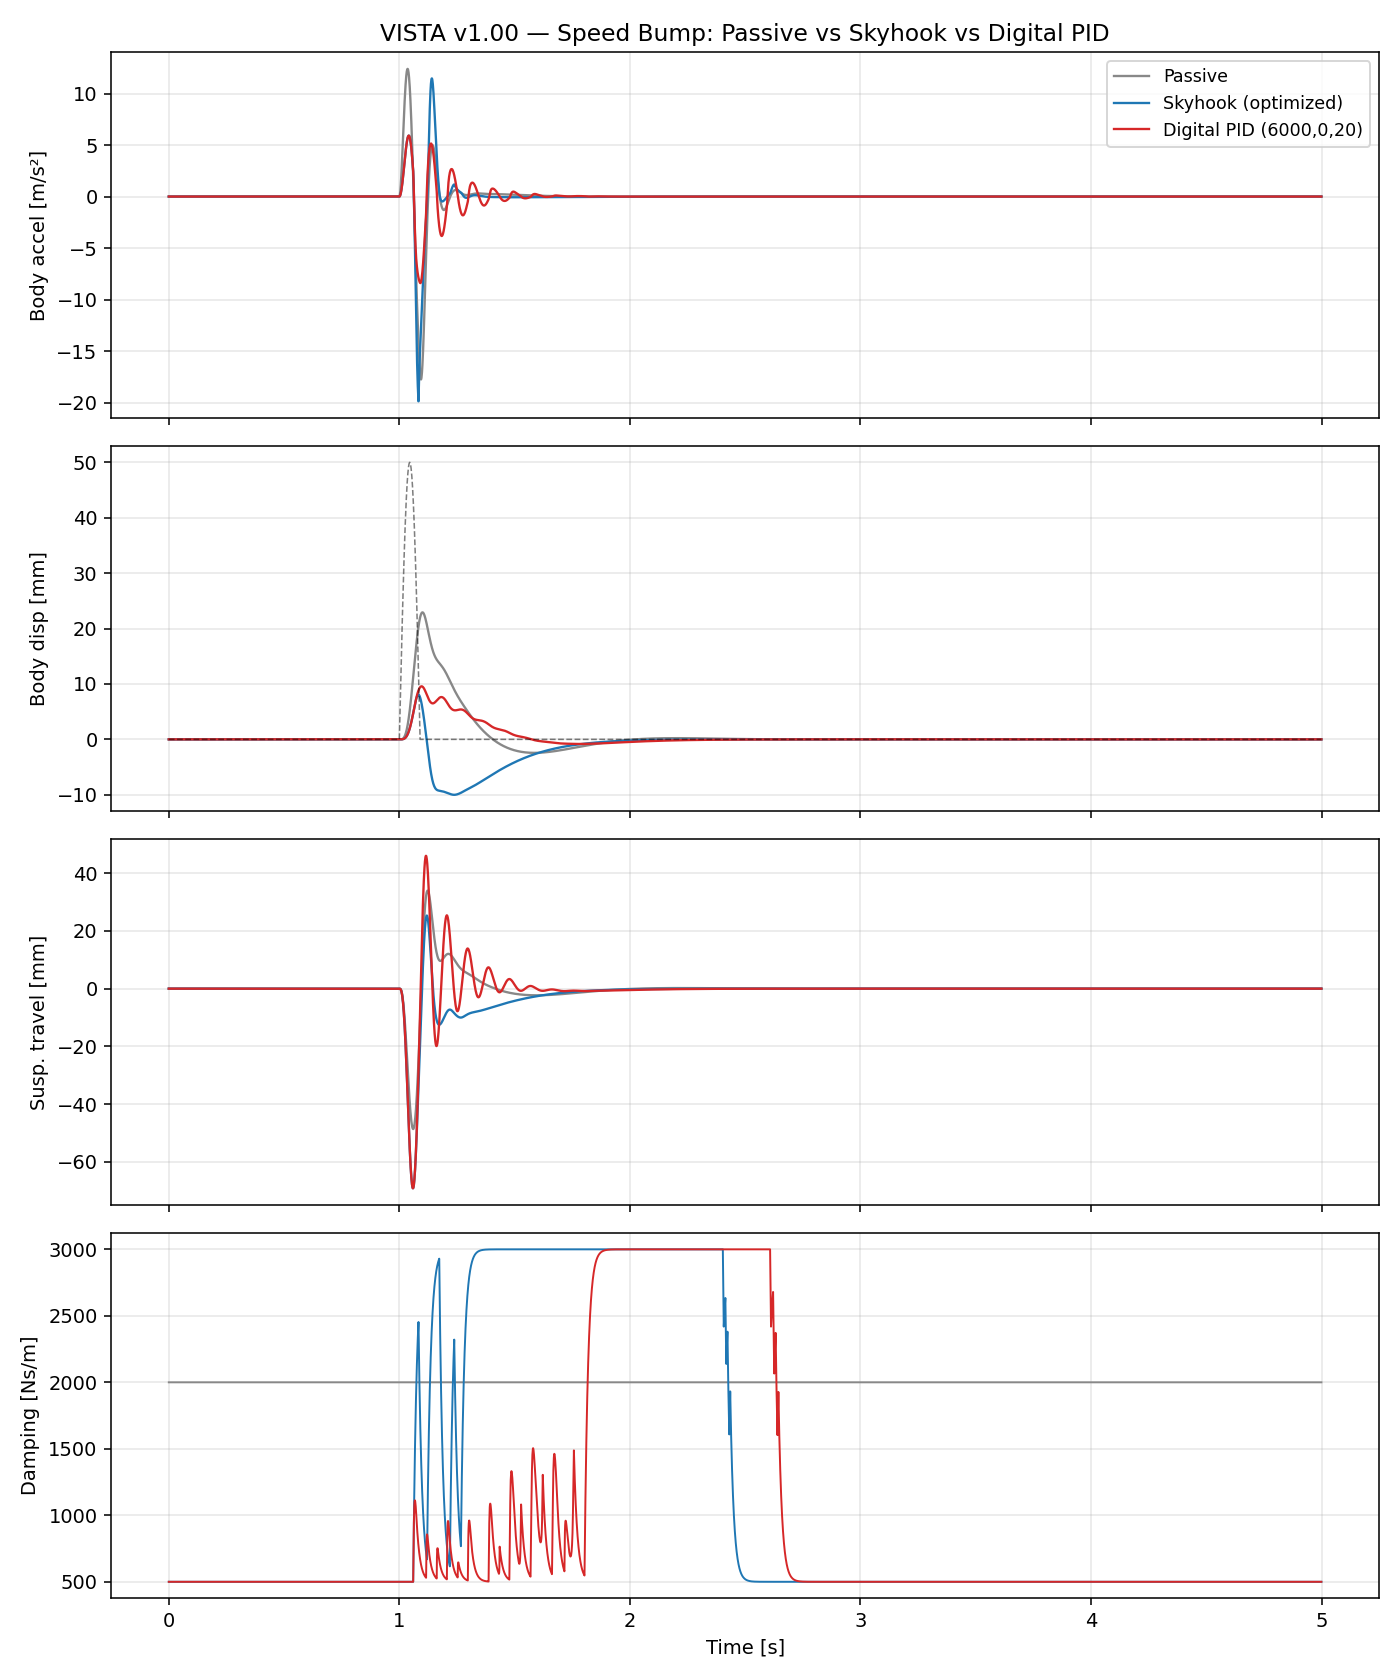 VISTA v1.00 — Speed Bump: Passive vs Skyhook vs Digital PID
Passive
Skyhook (optimized)
Digital PID (6000,0,20)
Body accel [m/s²]
10
5
0
−5
−10
−15
−20
Body disp [mm]
50
40
30
20
10
0
−10
Susp. travel [mm]
40
20
0
−20
−40
−60
Damping [Ns/m]
3000
2500
2000
1500
1000
500
0 1 2 3 4 5
Time [s]